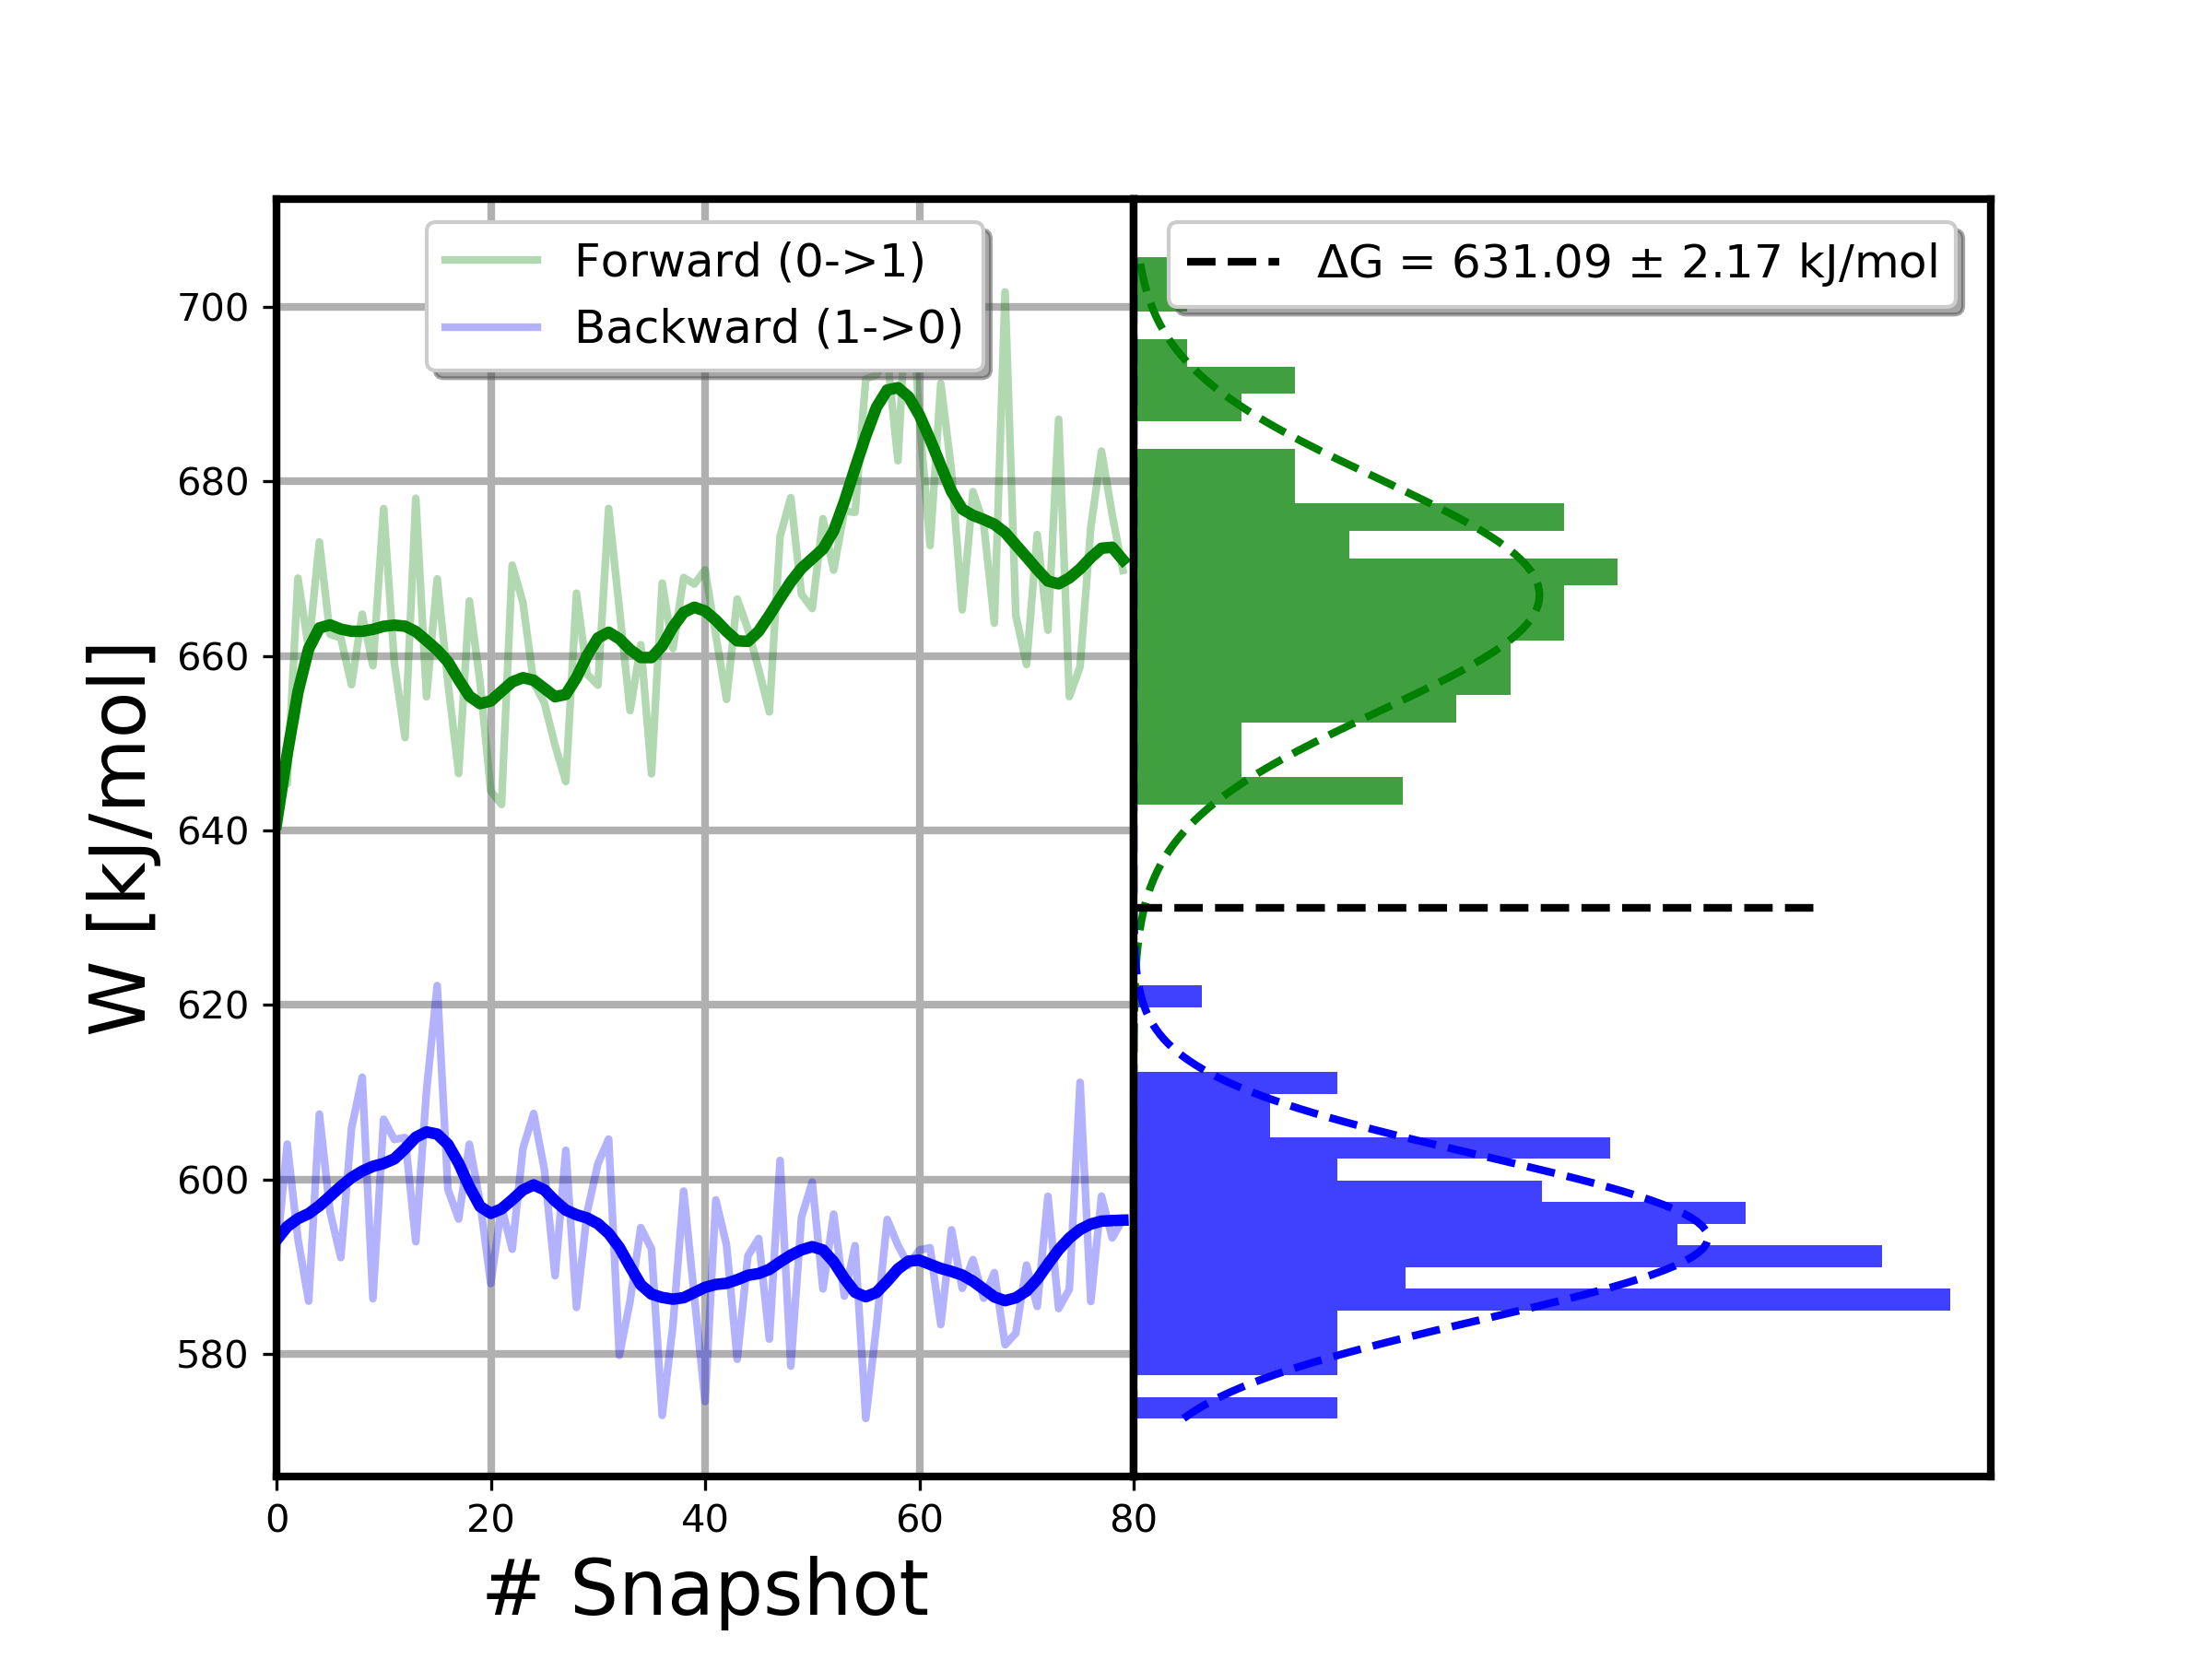 Forward (0->1)
Backward (1->0)
ΔG = 631.09 ± 2.17 kJ/mol
W [kJ/mol]
700
680
660
640
620
600
580
0 20 40 60 80
# Snapshot